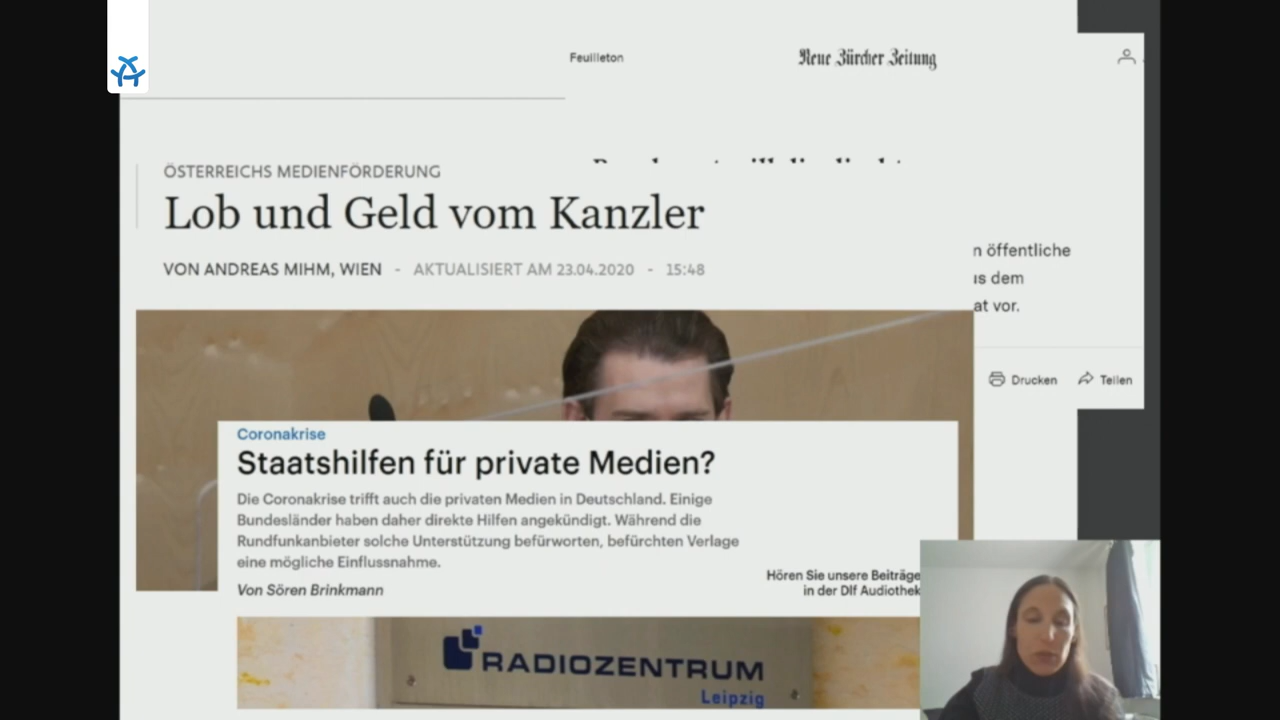 Feuilleton
Neue Zürcher Zeitung
ÖSTERREICHS MEDIENFÖRDERUNG
Lob und Geld vom Kanzler
VON ANDREAS MIHM, WIEN - AKTUALISIERT AM 23.04.2020 - 15:48
öffentliche
dem
vor.
Drucken
Teilen
Coronakrise
Staatshilfen für private Medien?
Die Coronakrise trifft auch die privaten Medien in Deutschland. Einige
Bundesländer haben daher direkte Hilfen angekündigt. Während die
Rundfunkanbieter solche Unterstützung befürworten, befürchten Verlage
eine mögliche Einflussnahme.
Von Sören Brinkmann
Hören Sie unsere Beiträge
in der Dlf Audiothek
RADIOZENTRUM
Leipzig